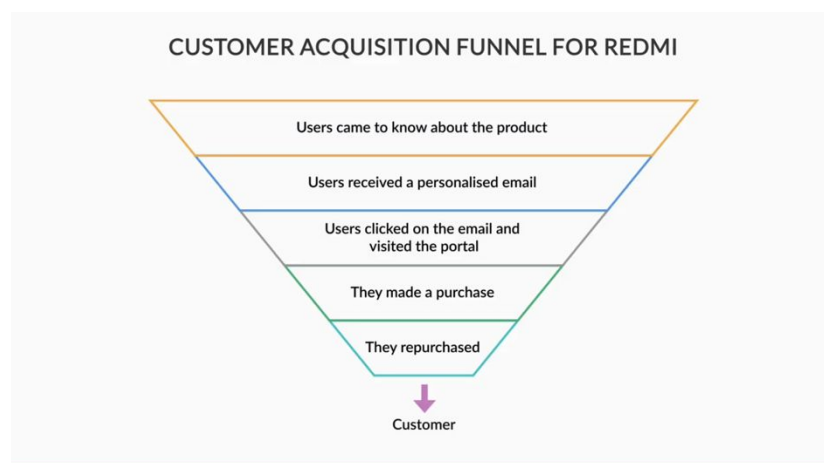 CUSTOMER ACQUISITION FUNNEL FOR REDMI
Users came to know about the product
Users received a personalised email
Users clicked on the email and
visited the portal
They made a purchase
They repurchased
Customer